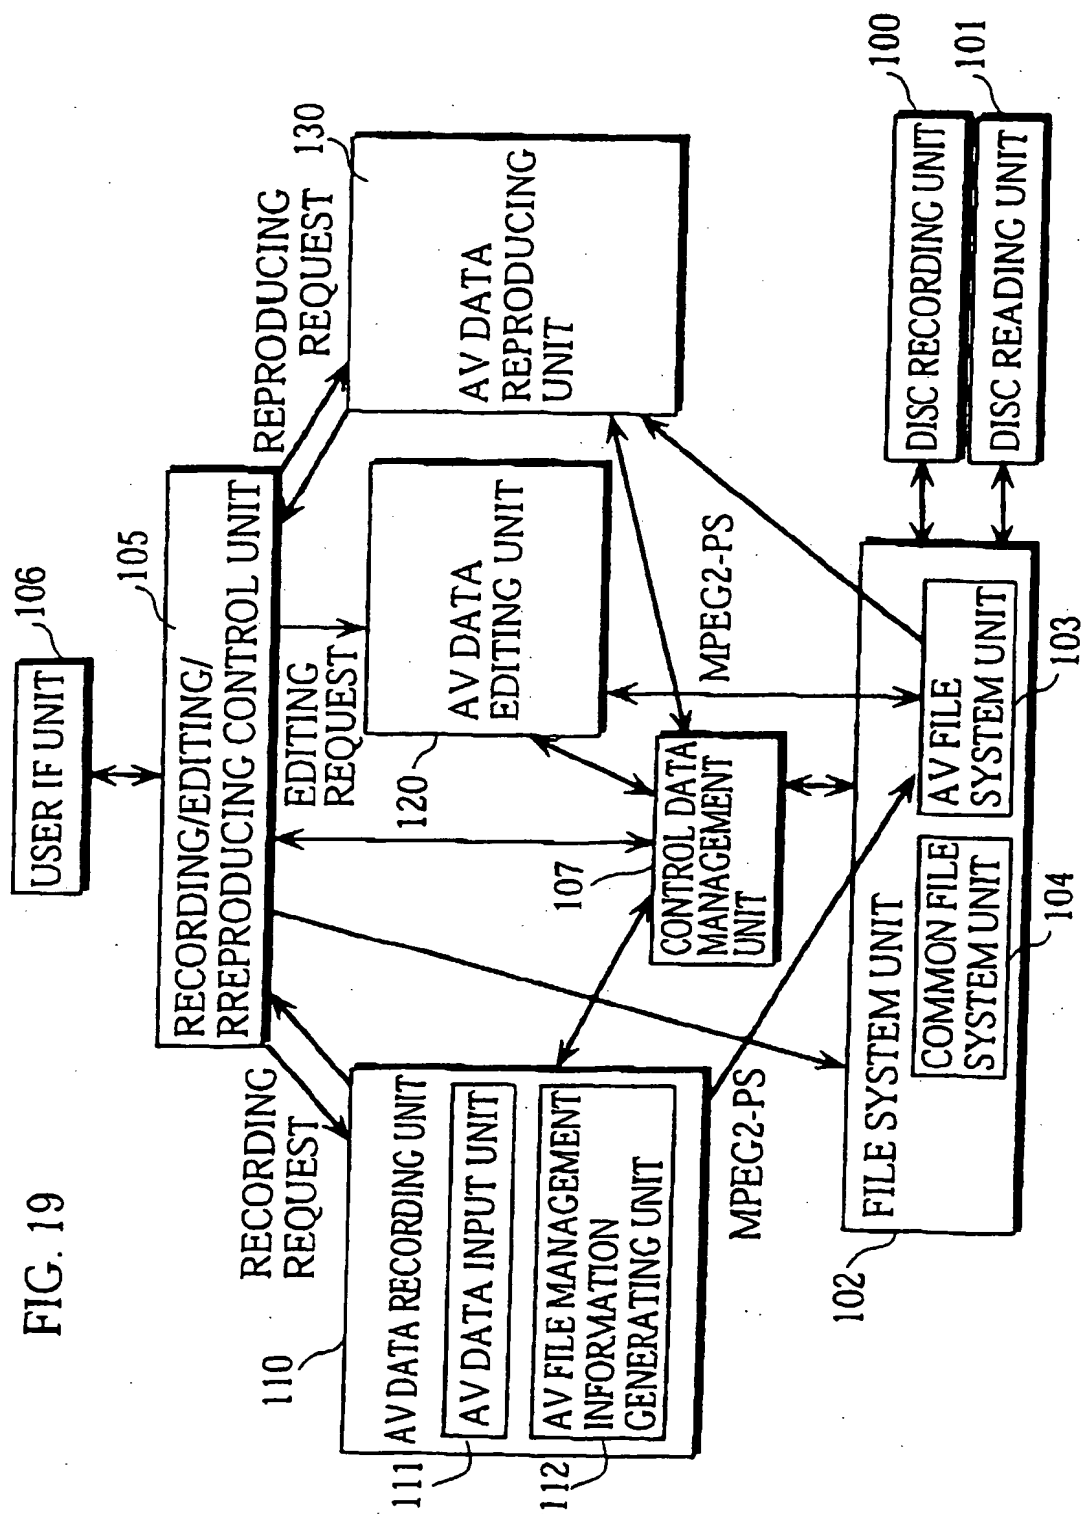 FIG. 19
USER IF UNIT
106
RECORDING/EDITING/
RREPRODUCING CONTROL UNIT
105
RECORDING
REQUEST
EDITING
REQUEST
REPRODUCING
REQUEST
110
AV DATA RECORDING UNIT
111
AV DATA INPUT UNIT
112
AV FILE MANAGEMENT
INFORMATION
GENERATING UNIT
120
AV DATA
EDITING UNIT
130
AV DATA
REPRODUCING
UNIT
107
CONTROL DATA
MANAGEMENT
UNIT
MPEG2-PS
MPEG2-PS
102
FILE SYSTEM UNIT
COMMON FILE
SYSTEM UNIT
104
AV FILE
SYSTEM UNIT
103
DISC RECORDING UNIT
100
DISC READING UNIT
101